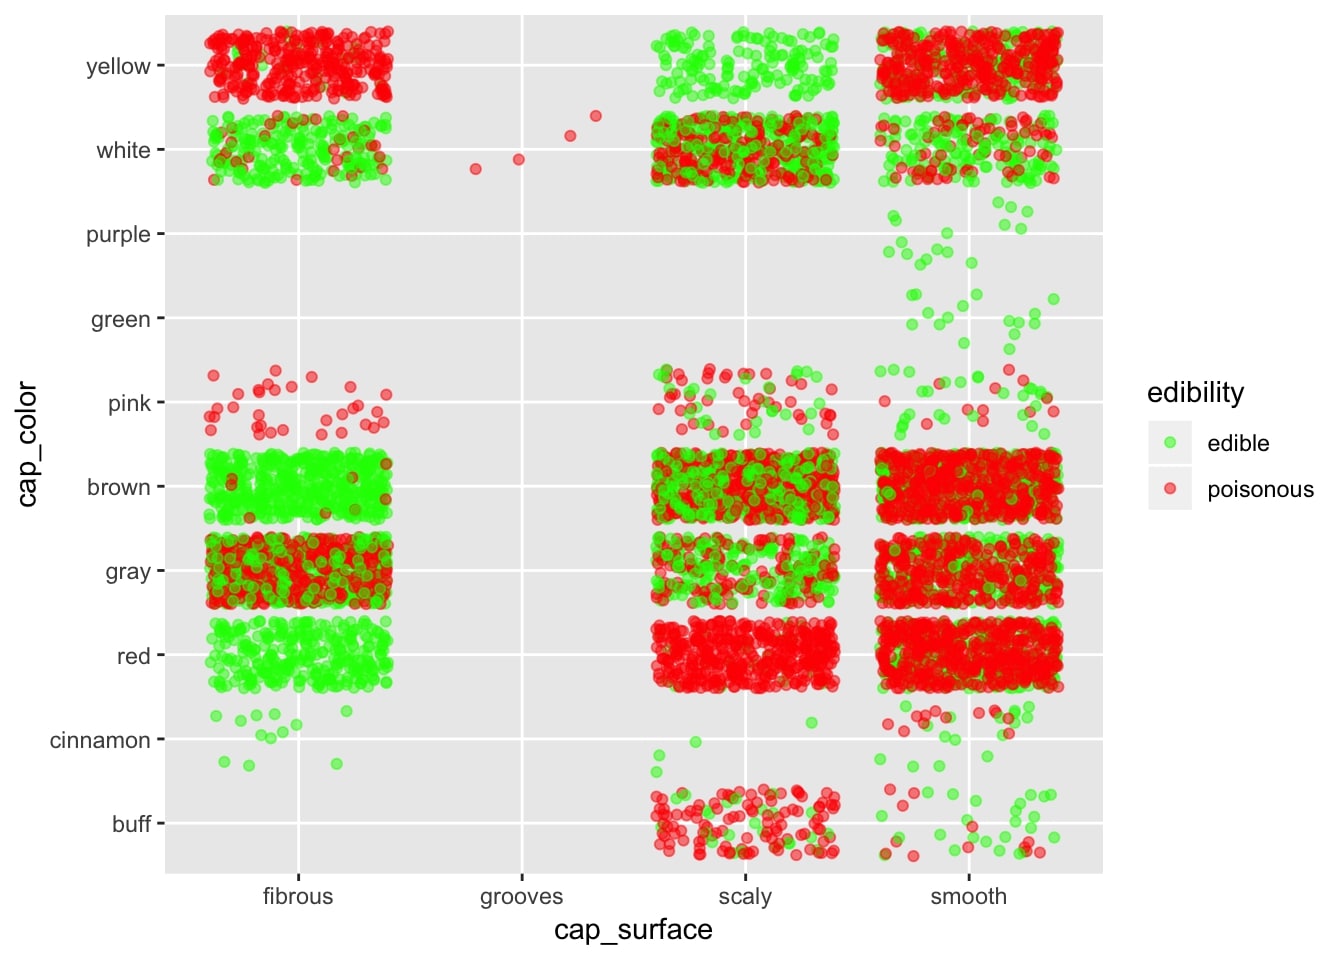 yellow
white
purple
green
pink
brown
gray
red
cinnamon
buff
cap_color
fibrous
grooves
scaly
smooth
cap_surface
edibility
edible
poisonous